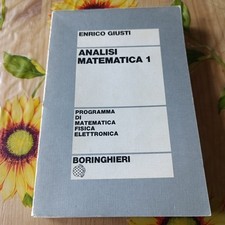 ENRICO GIUSTI
ANALISI
MATEMATICA 1
PROGRAMMA
DI
MATEMATICA
FISICA
ELETTRONICA
BORINGHIERI